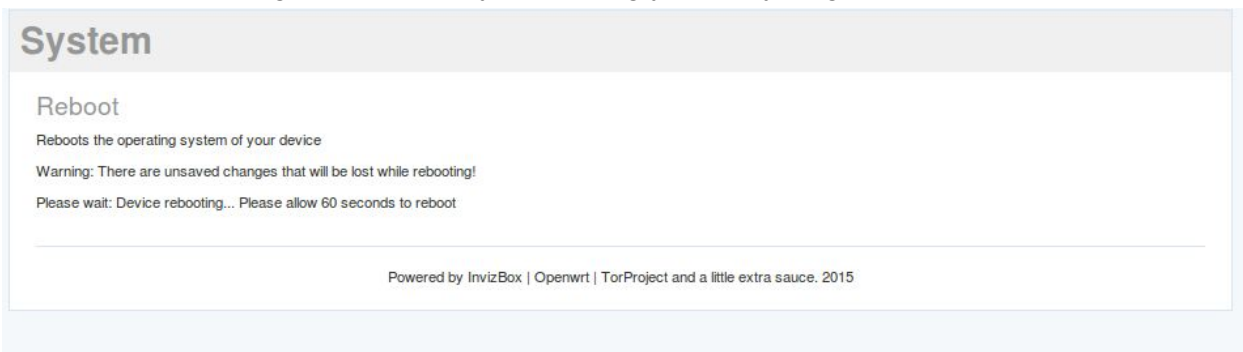 System
Reboot
Reboots the operating system of your device
Warning: There are unsaved changes that will be lost while rebooting!
Please wait: Device rebooting... Please allow 60 seconds to reboot
Powered by InvizBox | Openwrt | TorProject and a little extra sauce. 2015